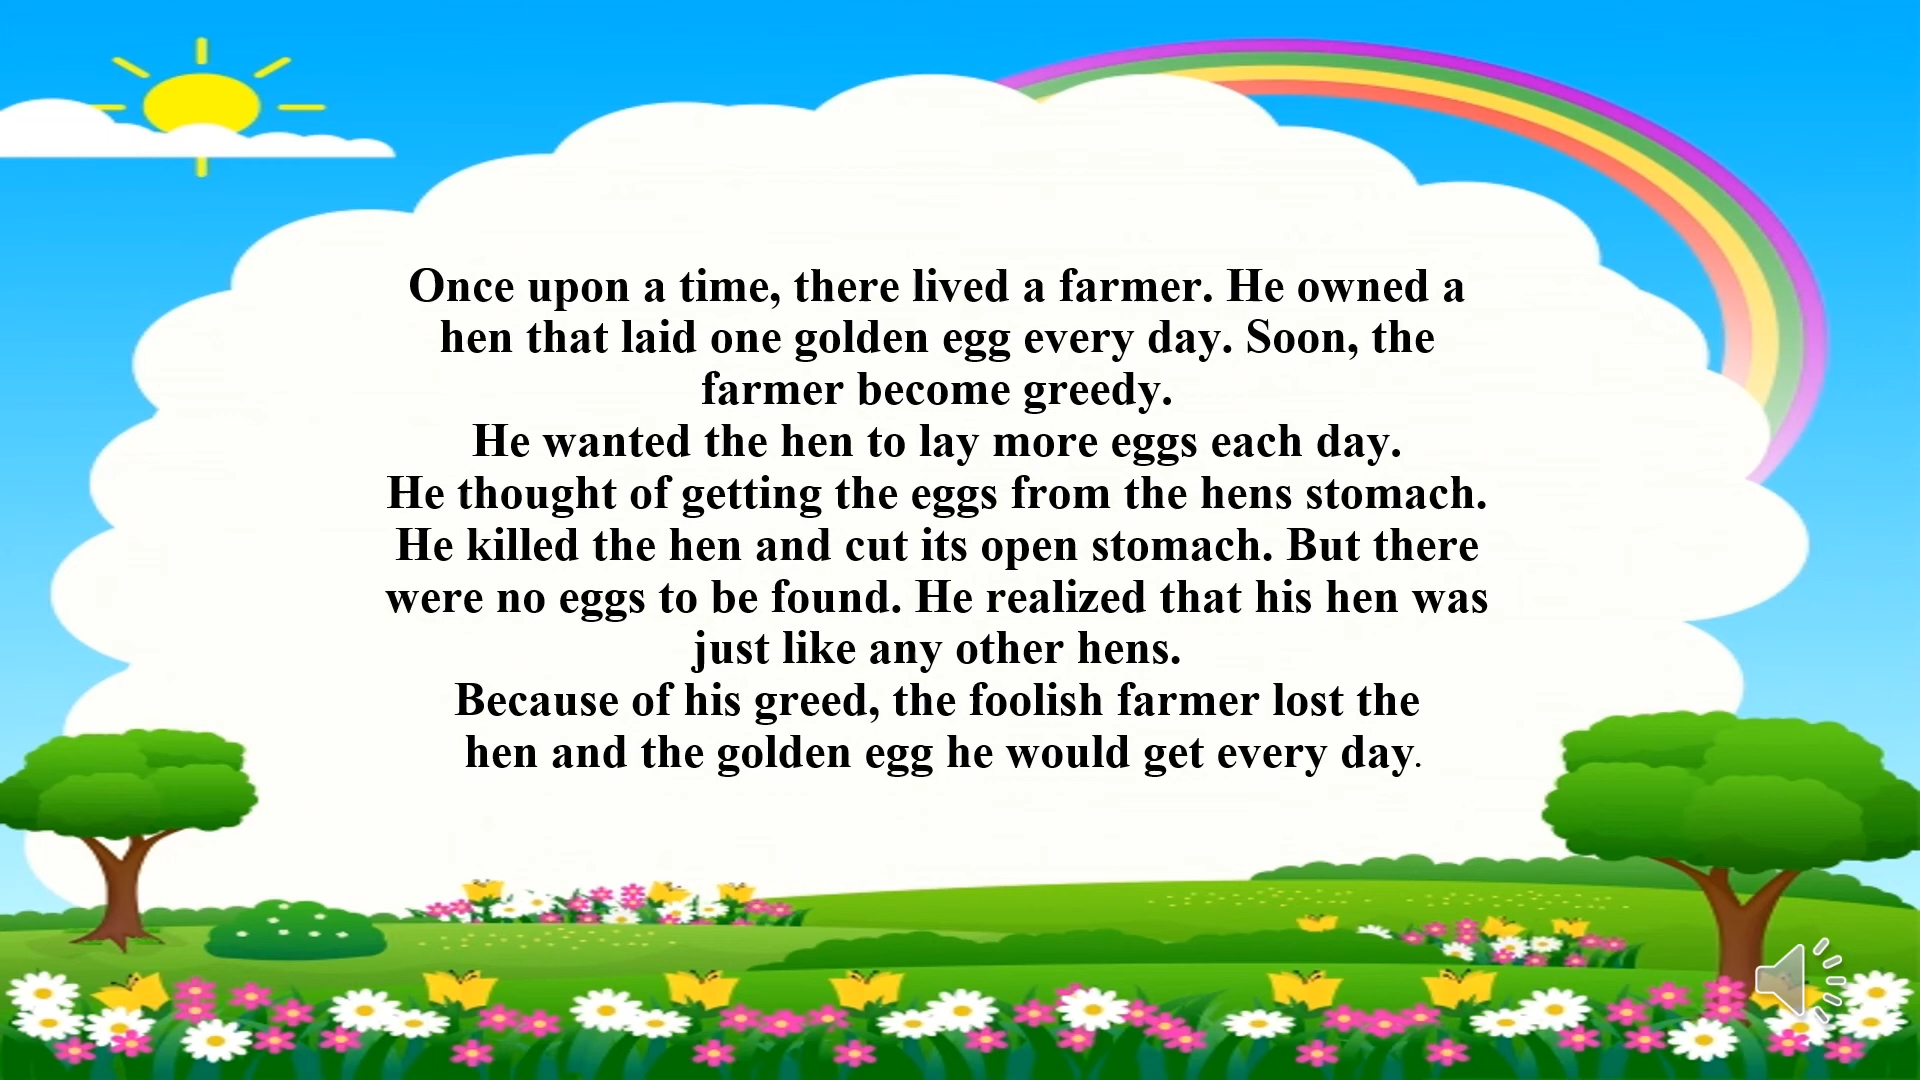 Once upon a time, there lived a farmer. He owned a
hen that laid one golden egg every day. Soon, the
farmer become greedy.
He wanted the hen to lay more eggs each day.
He thought of getting the eggs from the hens stomach.
He killed the hen and cut its open stomach. But there
were no eggs to be found. He realized that his hen was
just like any other hens.
Because of his greed, the foolish farmer lost the
hen and the golden egg he would get every day.